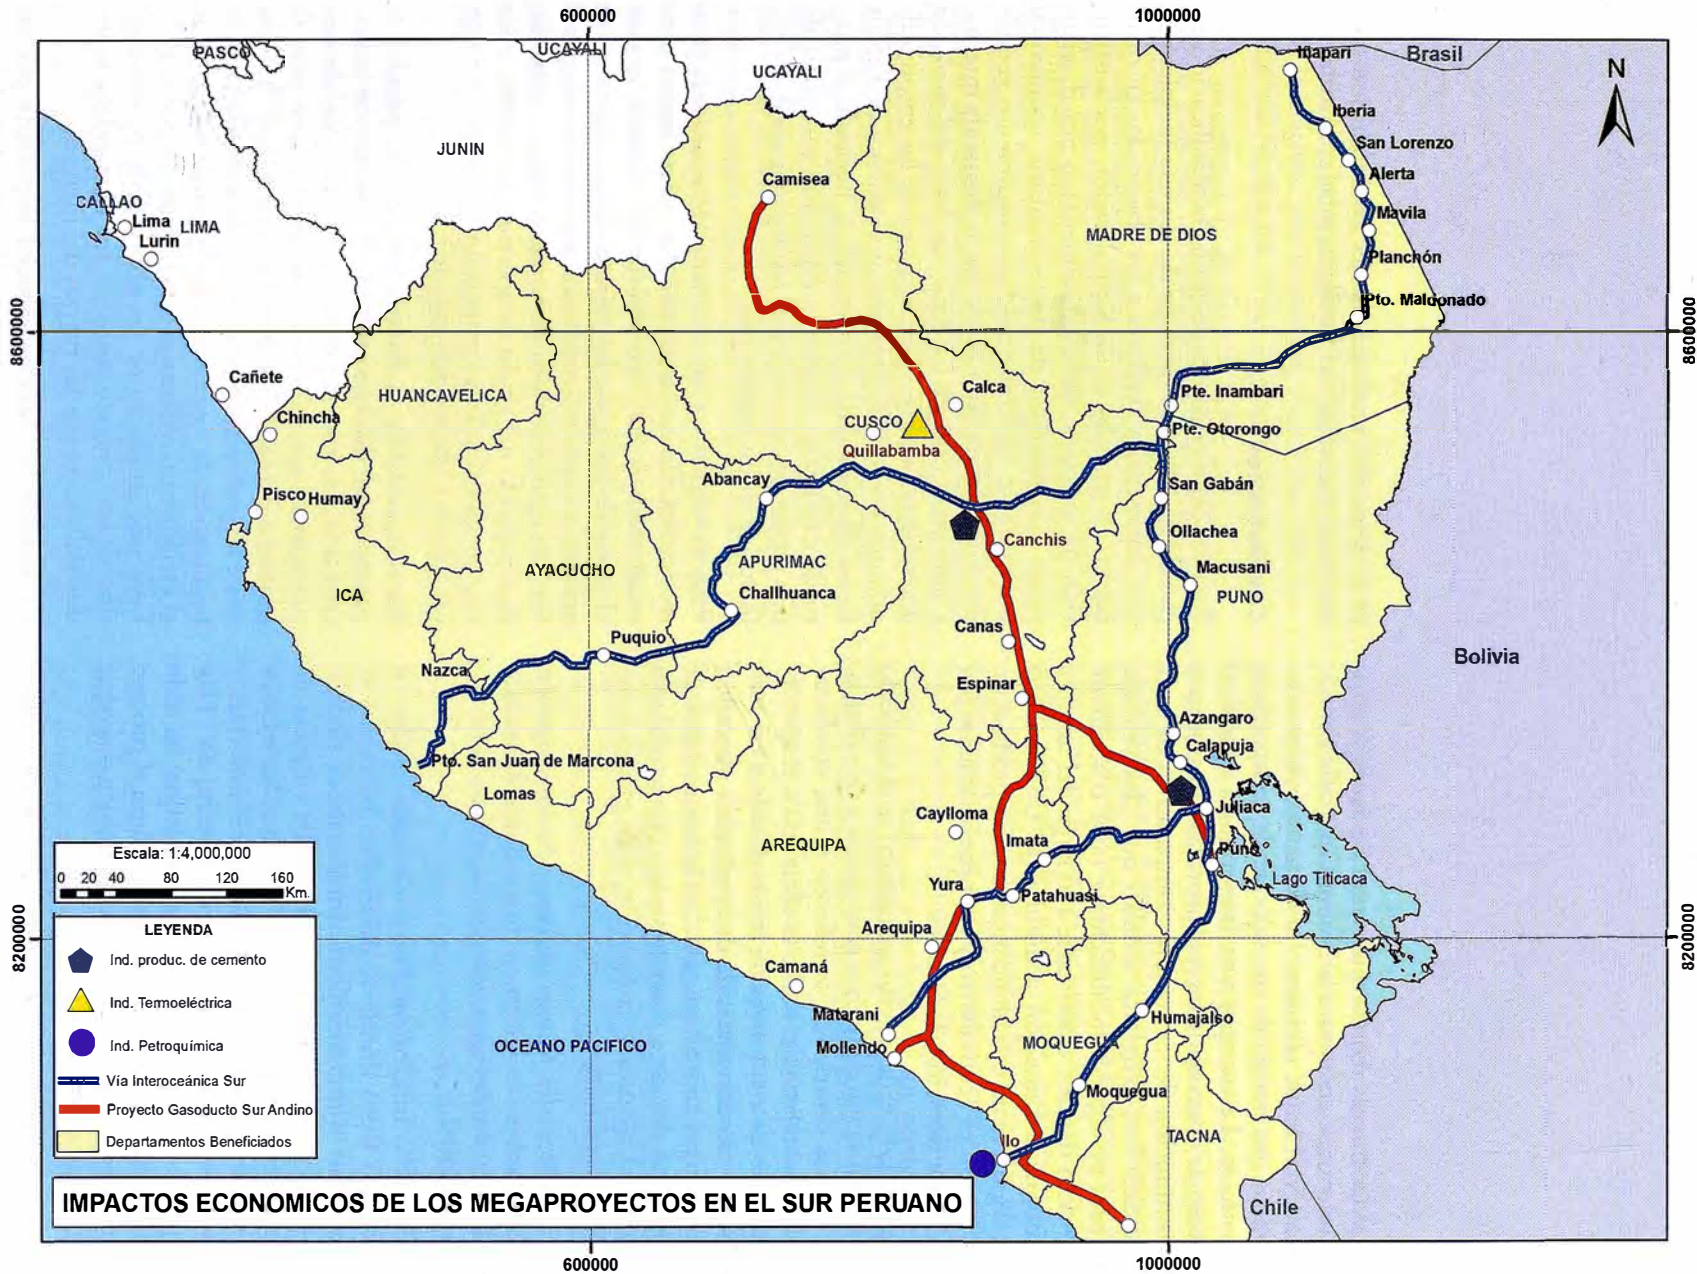 600000
1000000
PASCO
UCAYALI
UCAYALI
Iñapari
Brasil
N
Iberia
San Lorenzo
JUNIN
Alerta
Camisea
CALLAO
Lima
LIMA
Lurin
Mavila
MADRE DE DIOS
Planchón
Pto. Maldonado
8600000
8600000
Cañete
Calca
Pte. Inambari
HUANCAVELICA
Chincha
CUSCO
Pte. Otorongo
Quillabamba
Abancay
San Gabán
Pisco
Humay
Ollachea
Canchis
APURIMAC
Macusani
AYACUCHO
Challhuanca
PUNO
ICA
Canas
Puquio
Bolivia
Nazca
Espinar
Azangaro
Calapuja
Pto. San Juan de Marcona
Lomas
Juliaca
Caylloma
Imata
AREQUIPA
Puno
Lago Titicaca
Yura
Patahuasi
Arequipa
8200000
8200000
Camaná
Matarani
Humajalso
Mollendo
MOQUEGUA
OCEANO PACIFICO
Moquegua
Ilo
TACNA
Chile
Escala: 1:4,000,000
0 20 40 80 120 160
Km.
LEYENDA
Ind. produc. de cemento
Ind. Termoeléctrica
Ind. Petroquímica
Vía Interoceánica Sur
Proyecto Gasoducto Sur Andino
Departamentos Beneficiados
IMPACTOS ECONOMICOS DE LOS MEGAPROYECTOS EN EL SUR PERUANO
600000
1000000